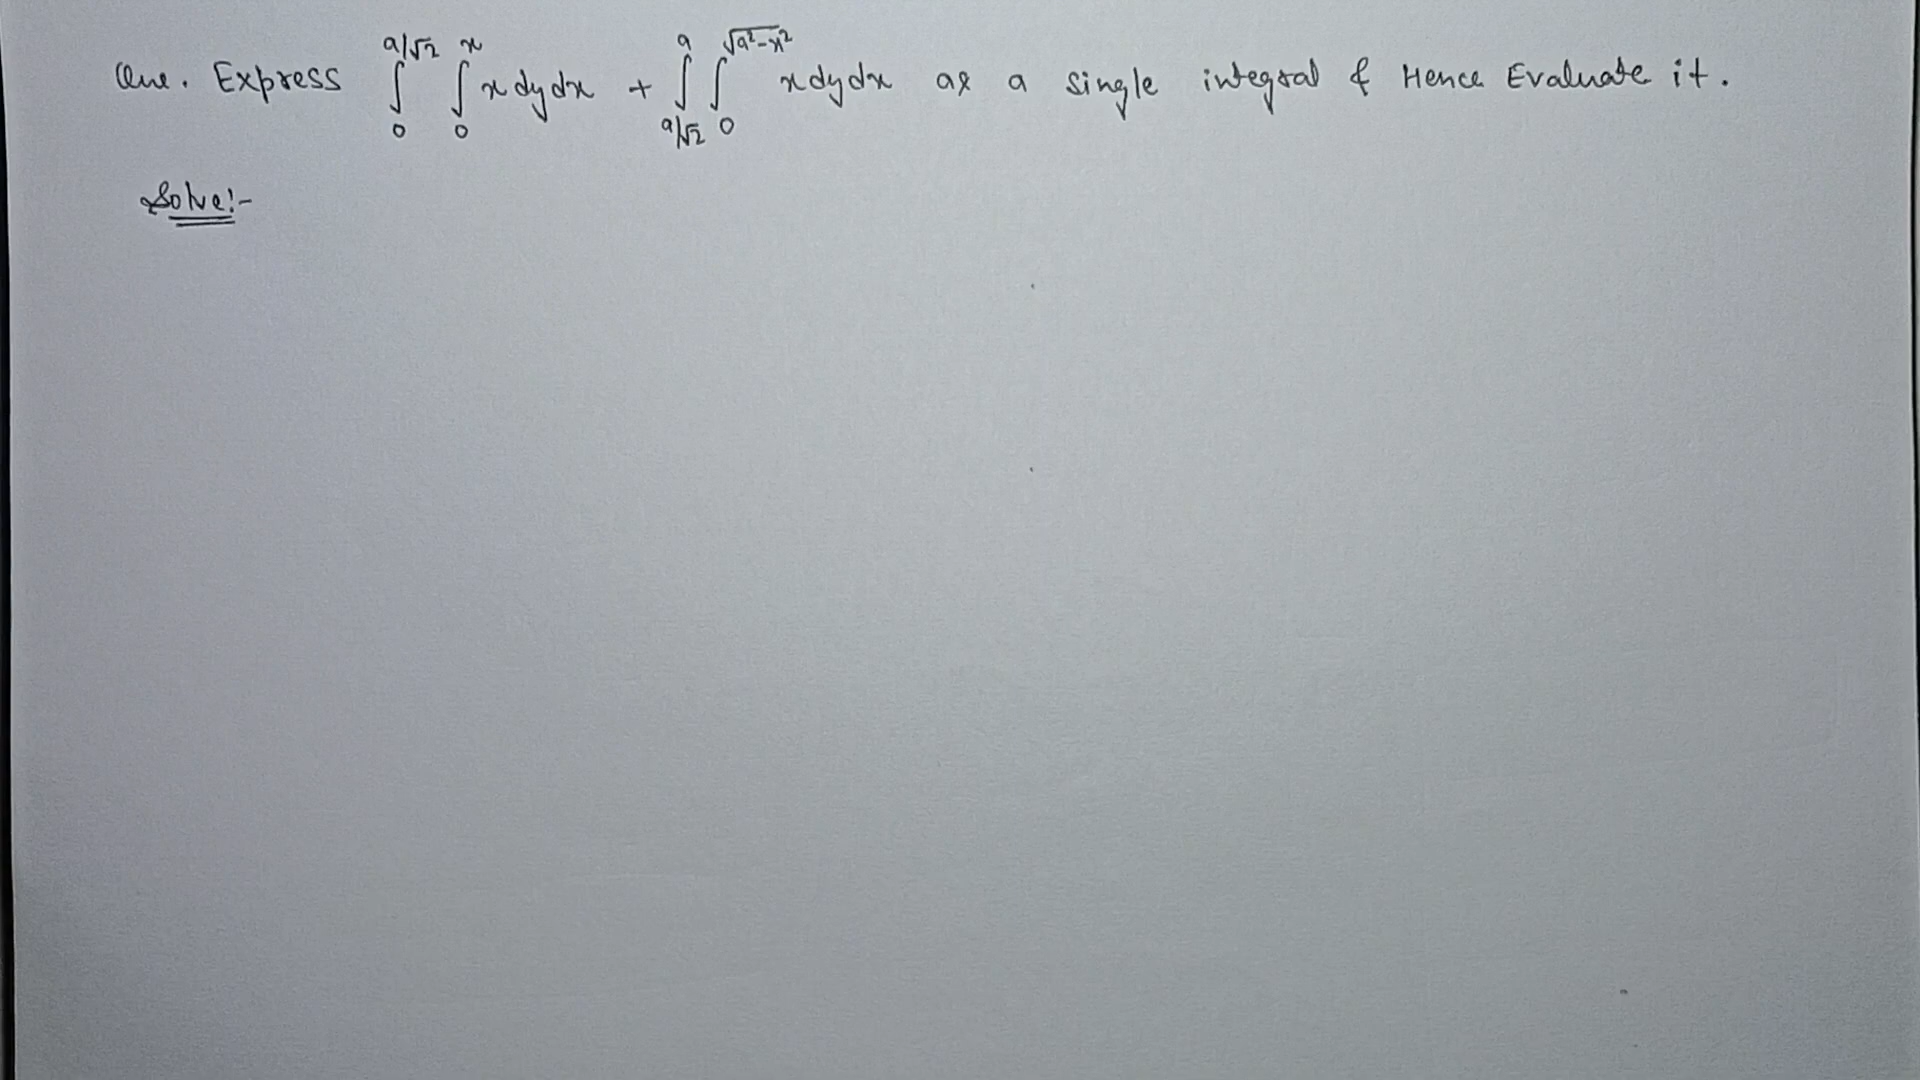 Que. Express ∫₀^{a/√2} ∫₀^{x} x dy dx + ∫_{a/√2}^{a} ∫₀^{√(a²-x²)} x dy dx as a single integral & Hence Evaluate it.
Solve:-